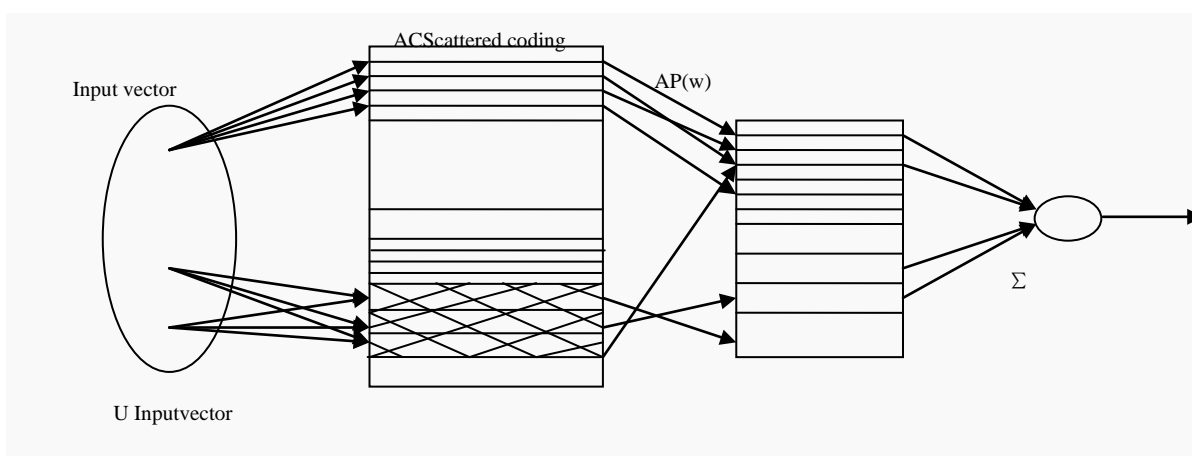 ACScattered coding
Input vector
AP(w)
∑
U Inputvector